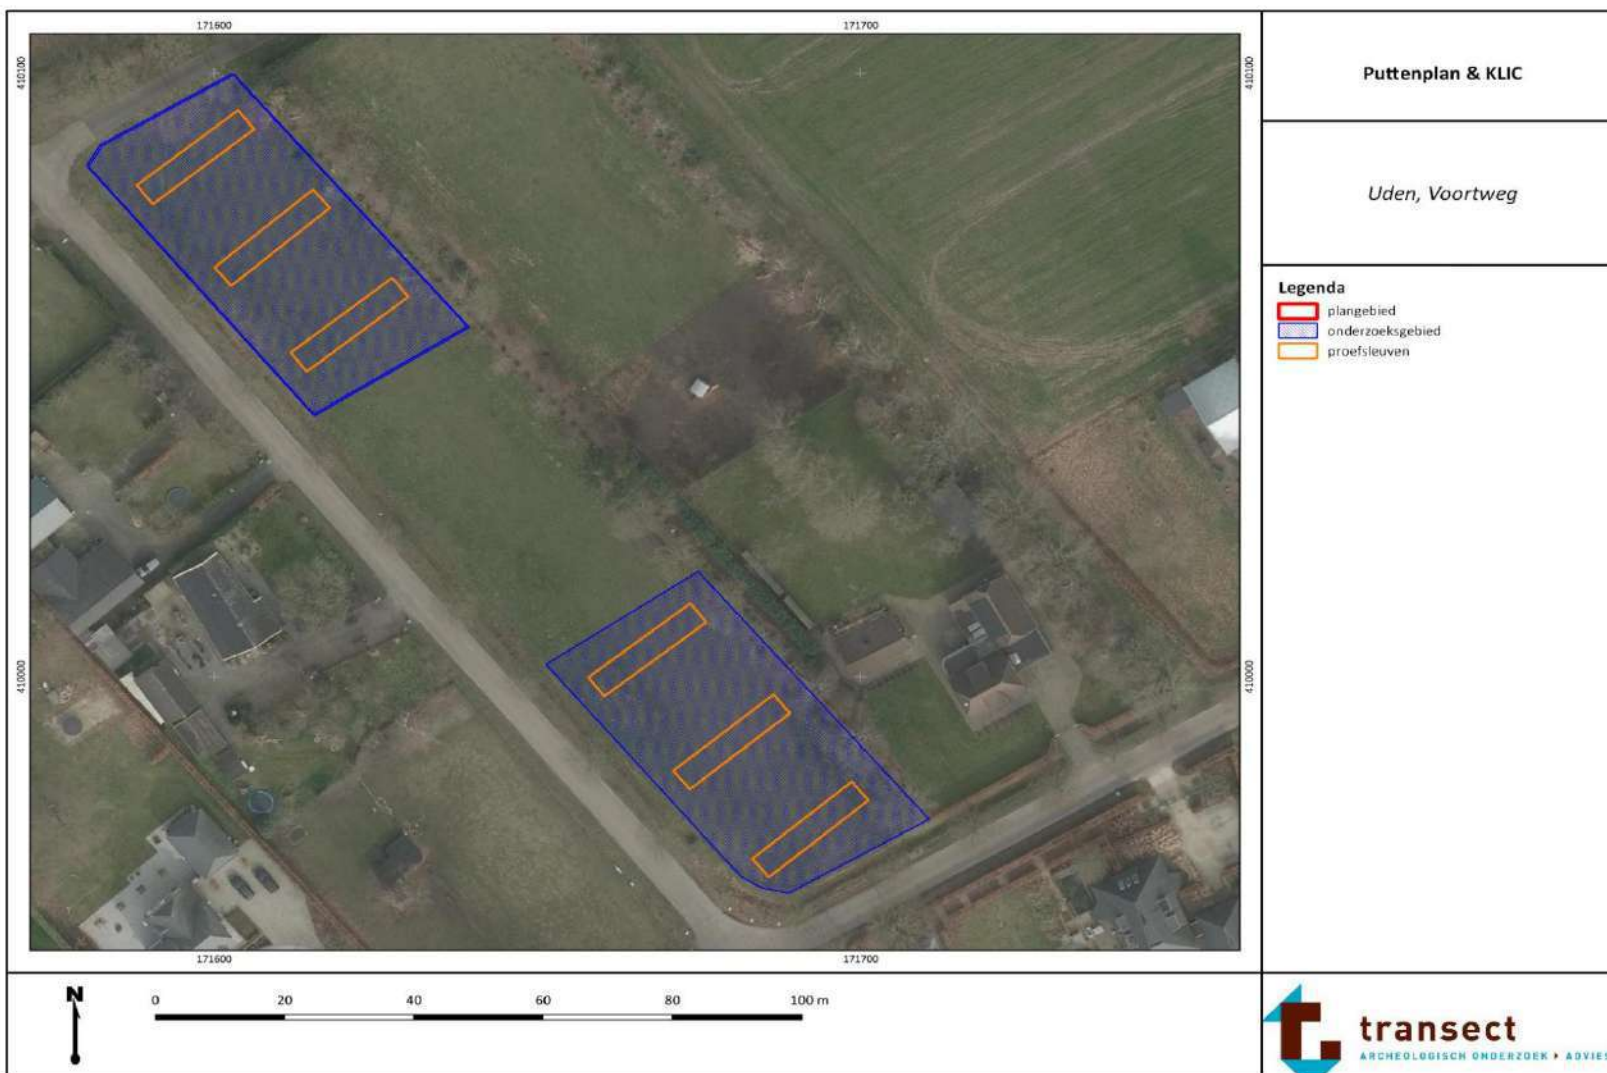 171600
171700
410100
410100
410000
410000
171600
171700
Puttenplan & KLIC
Uden, Voortweg
Legenda
plangebied
onderzoeksgebied
proefsleuven
N
0 20 40 60 80 100 m
transect
ARCHEOLOGISCH ONDERZOEK ▸ ADVIES